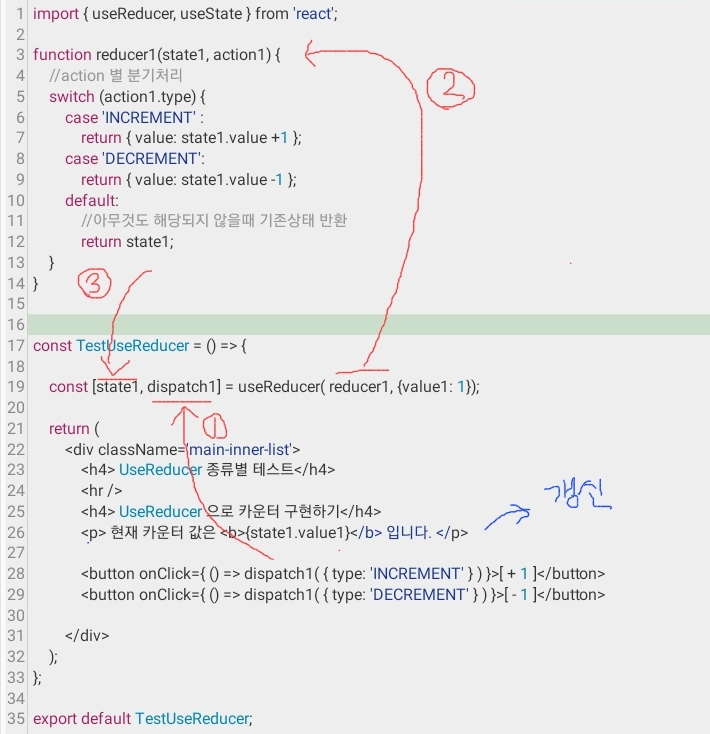 1 import { useReducer, useState } from 'react';
2
3 function reducer1(state1, action1) {
4 //action 별 분기처리
②
5 switch (action1.type) {
6 case 'INCREMENT' :
7 return { value: state1.value +1 };
8 case 'DECREMENT':
9 return { value: state1.value -1 };
10 default:
11 //아무것도 해당되지 않을때 기존상태 반환
12 return state1;
13 }
14 }
③
15
16
17 const TestUseReducer = () => {
18
19 const [state1, dispatch1] = useReducer( reducer1, {value1: 1});
20
①
21 return (
22 <div className='main-inner-list'>
23 <h4> UseReducer 종류별 테스트</h4>
24 <hr />
갱신
25 <h4> UseReducer 으로 카운터 구현하기</h4>
26 <p> 현재 카운터 값은 <b>{state1.value1}</b> 입니다. </p>
27
28 <button onClick={ () => dispatch1( { type: 'INCREMENT' } ) }>[ + 1 ]</button>
29 <button onClick={ () => dispatch1( { type: 'DECREMENT' } ) }>[ - 1 ]</button>
30
31 </div>
32 );
33 };
34
35 export default TestUseReducer;